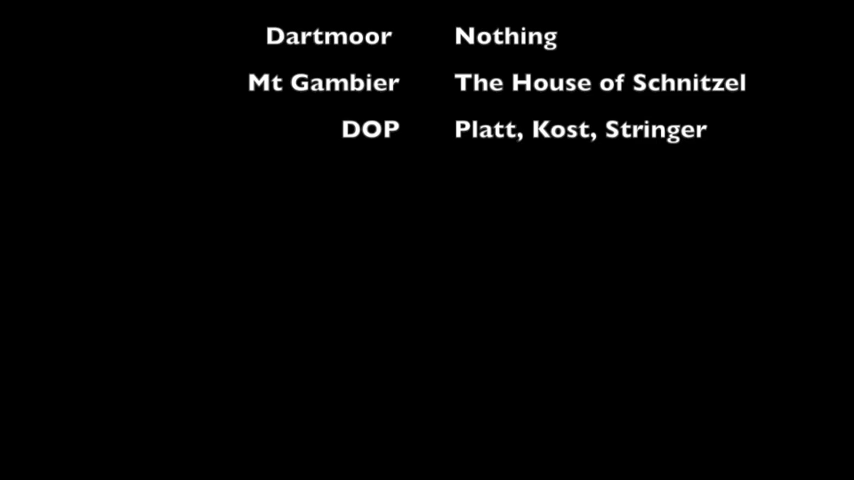 Dartmoor Nothing
Mt Gambier The House of Schnitzel
DOP Platt, Kost, Stringer